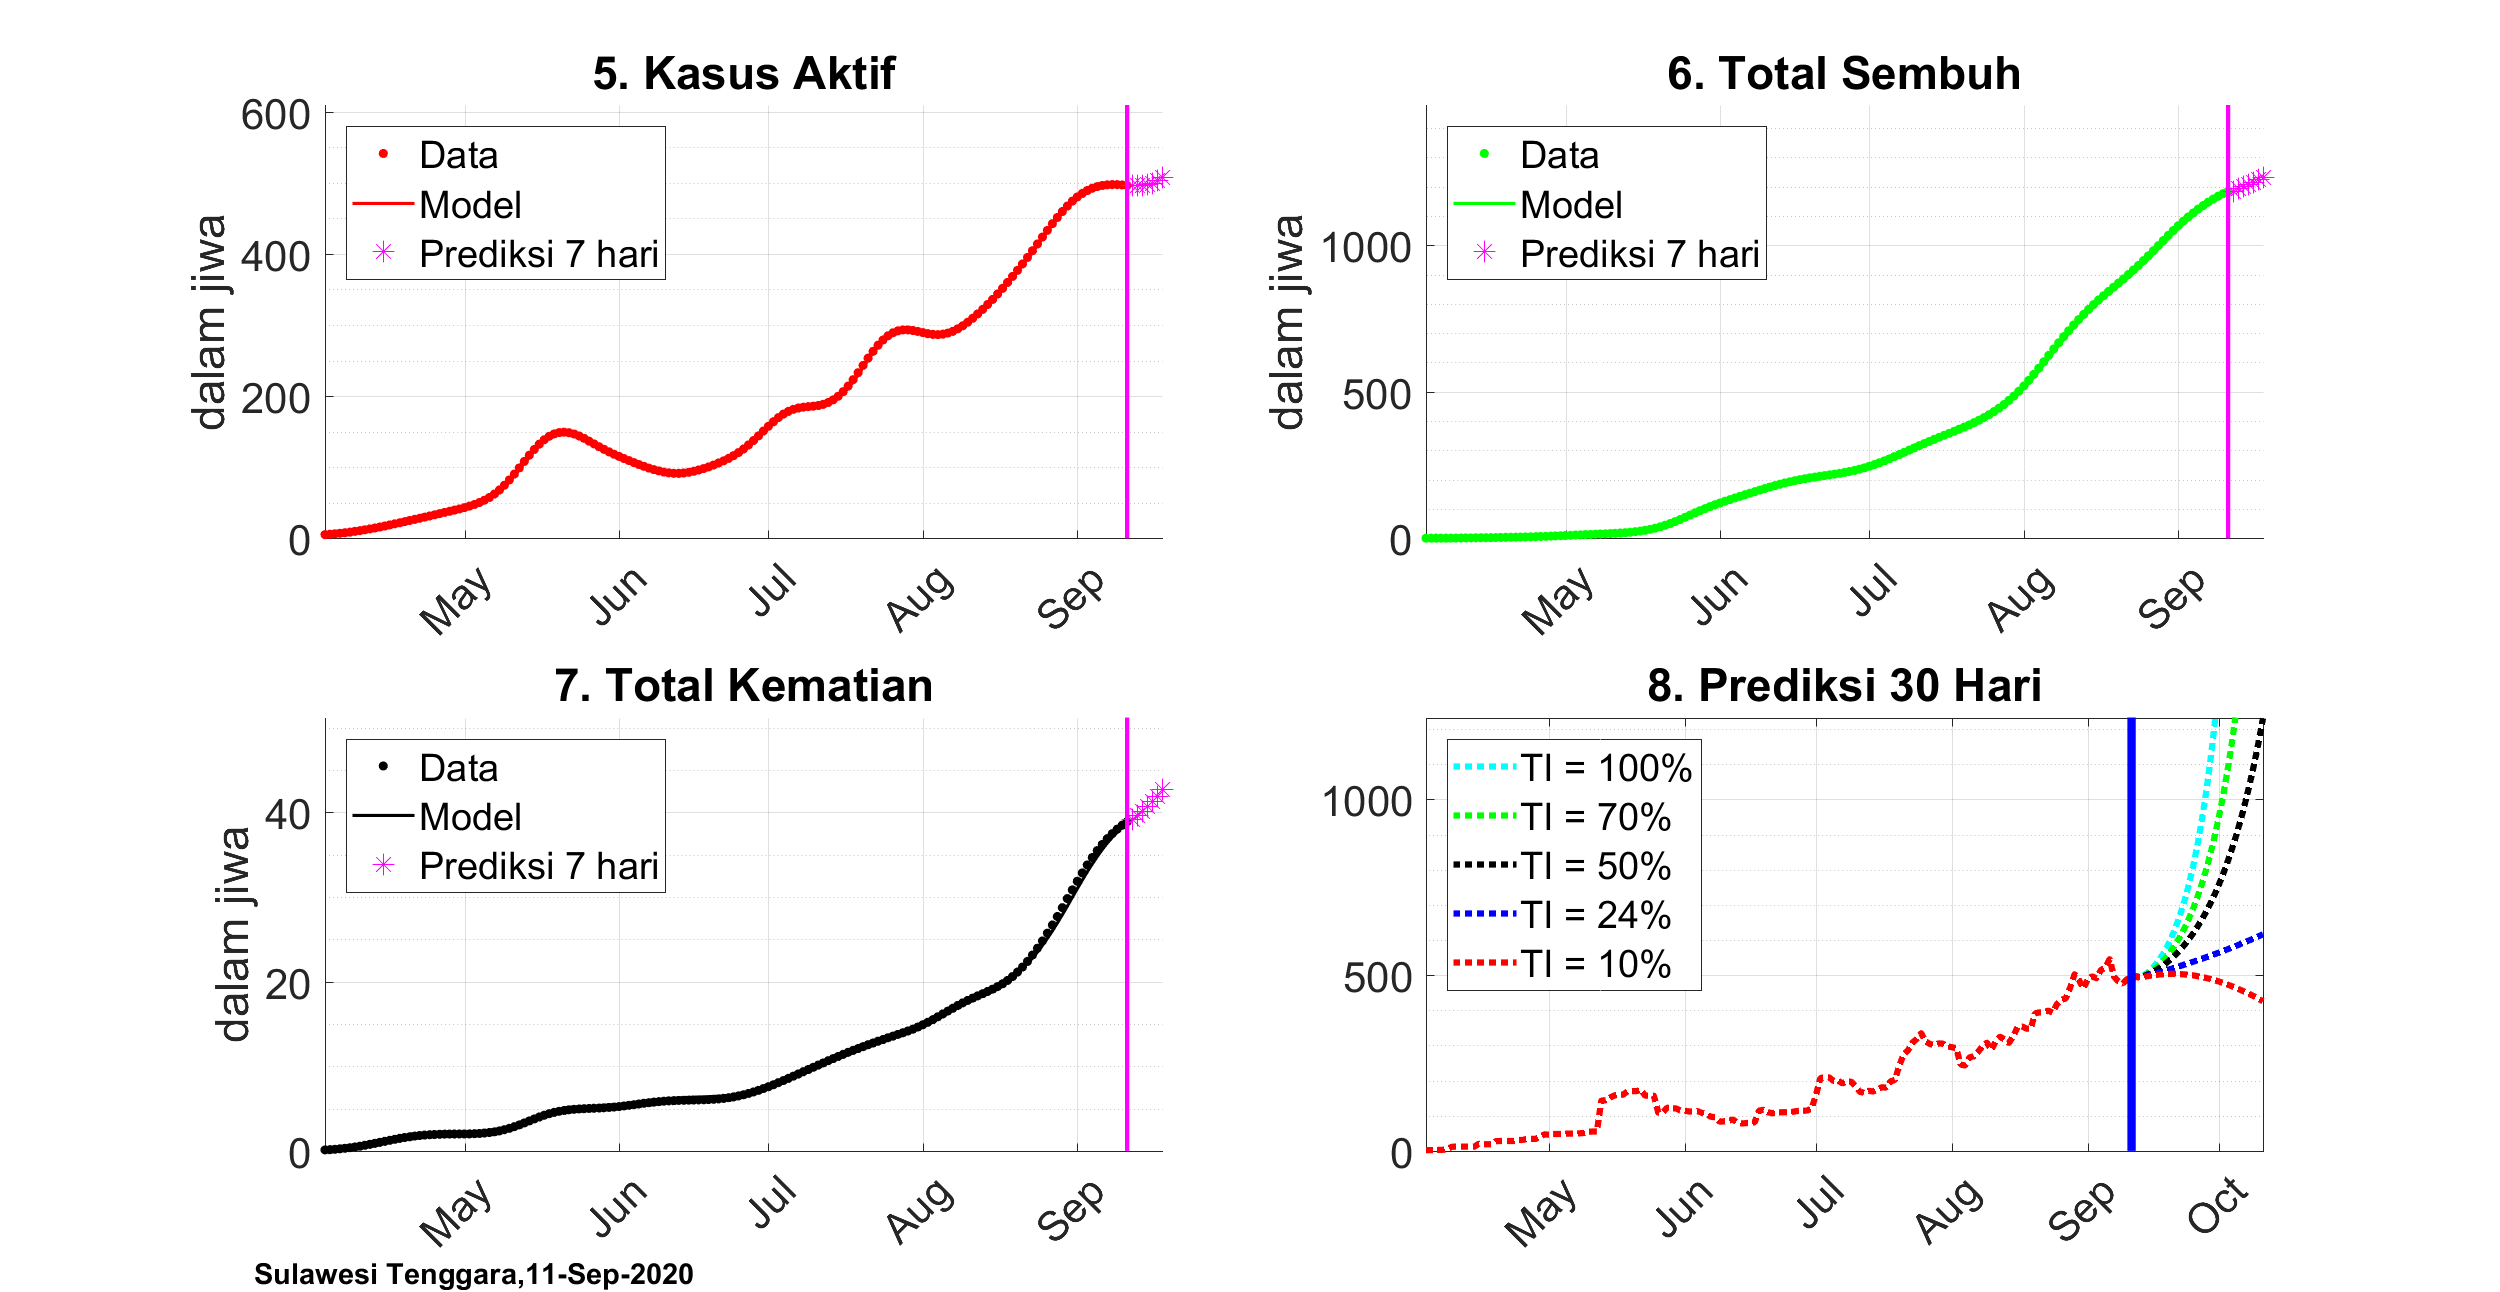 5. Kasus Aktif
600
400
200
0
dalam jiwa
Data
Model
Prediksi 7 hari
May
Jun
Jul
Aug
Sep
6. Total Sembuh
1000
500
0
dalam jiwa
Data
Model
Prediksi 7 hari
May
Jun
Jul
Aug
Sep
7. Total Kematian
40
20
0
dalam jiwa
Data
Model
Prediksi 7 hari
May
Jun
Jul
Aug
Sep
8. Prediksi 30 Hari
1000
500
0
TI = 100%
TI = 70%
TI = 50%
TI = 24%
TI = 10%
May
Jun
Jul
Aug
Sep
Oct
Sulawesi Tenggara,11-Sep-2020